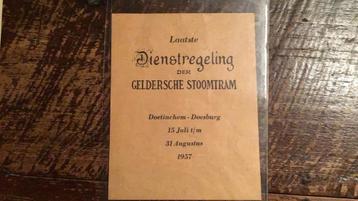 Laatste
Dienstregeling
DER
GELDERSCHE STOOMTRAM
Doetinchem - Doesburg
15 Juli t/m
31 Augustus
1957